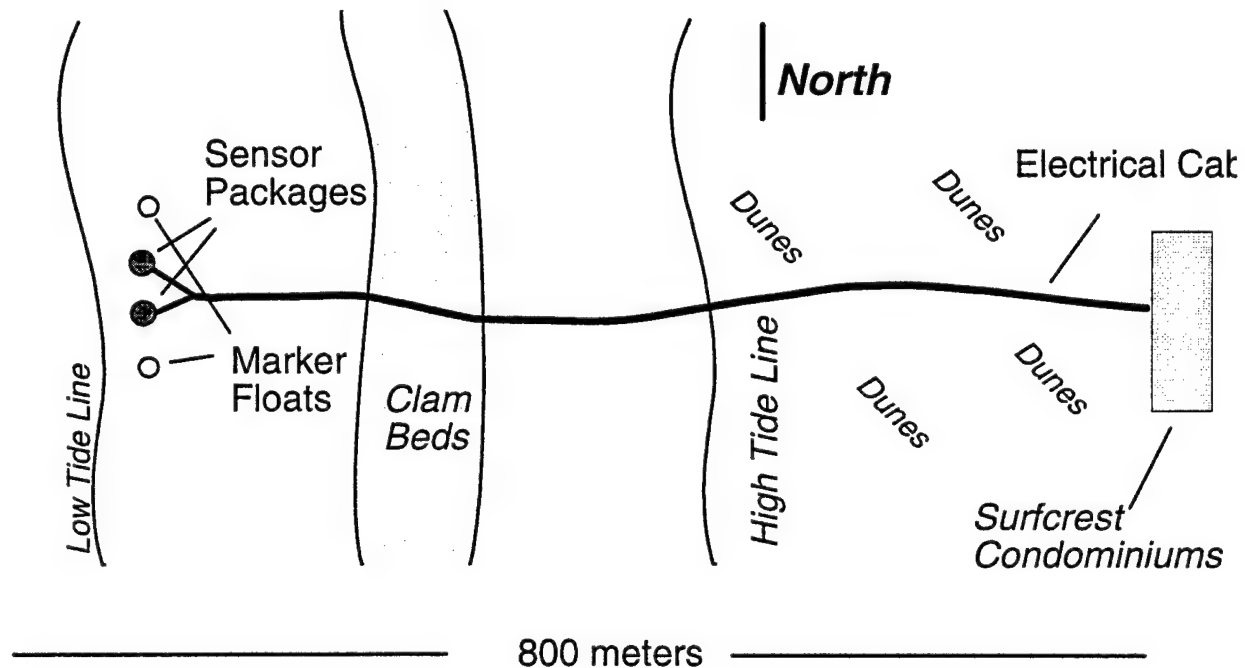 North
Sensor
Packages
Electrical Cab
Dunes
Dunes
Marker
Floats
Clam
Beds
Low Tide Line
High Tide Line
Dunes
Dunes
Surfcrest
Condominiums
800 meters